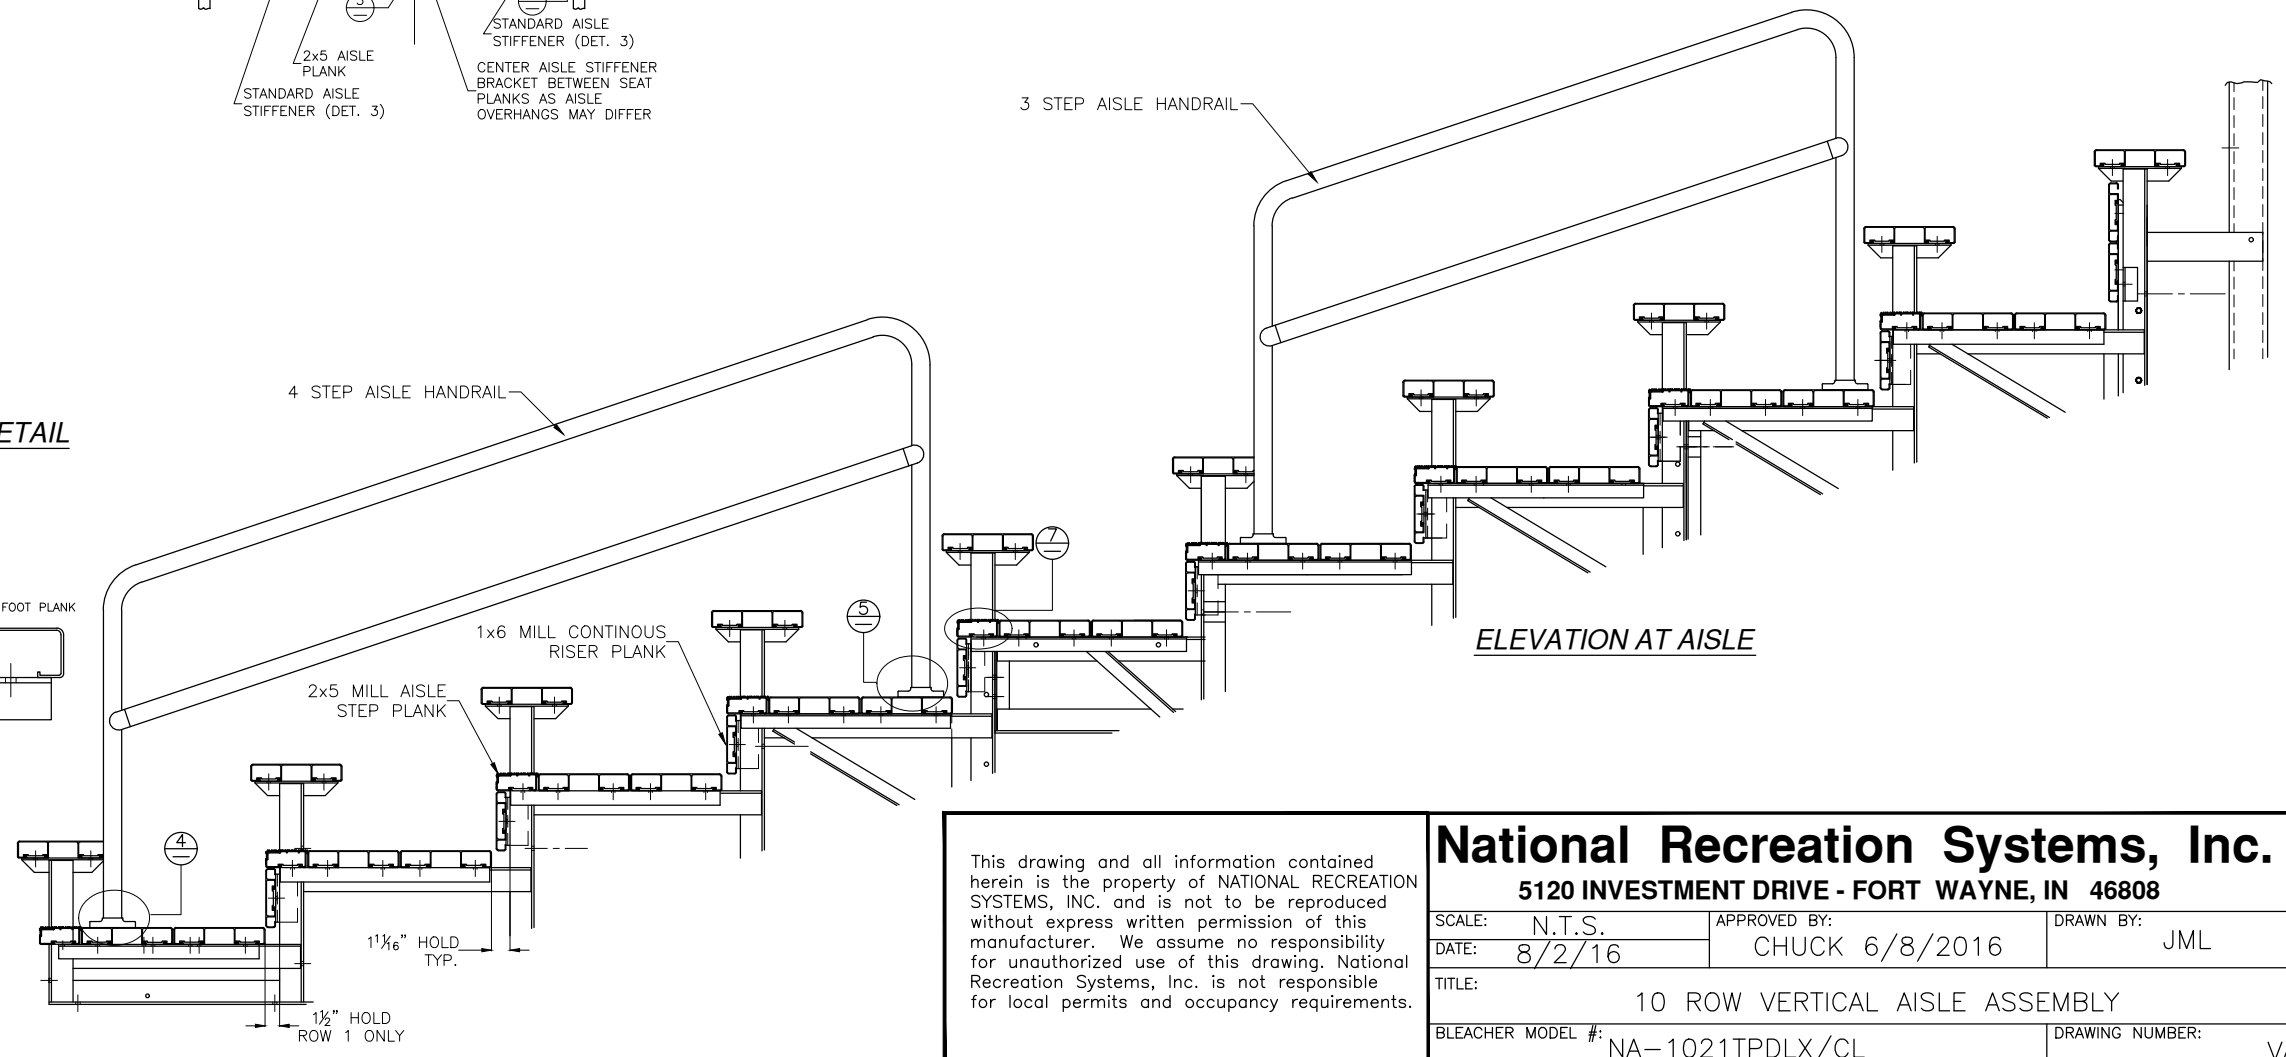 3
STANDARD AISLE
STIFFENER (DET. 3)
2x5 AISLE
PLANK
CENTER AISLE STIFFENER
BRACKET BETWEEN SEAT
PLANKS AS AISLE
OVERHANGS MAY DIFFER
STANDARD AISLE
STIFFENER (DET. 3)
3 STEP AISLE HANDRAIL
4 STEP AISLE HANDRAIL
ETAIL
7
FOOT PLANK
5
1x6 MILL CONTINOUS
RISER PLANK
ELEVATION AT AISLE
2x5 MILL AISLE
STEP PLANK
4
1 11/16" HOLD
TYP.
1 1/2" HOLD
ROW 1 ONLY
This drawing and all information contained
herein is the property of NATIONAL RECREATION
SYSTEMS, INC. and is not to be reproduced
without express written permission of this
manufacturer. We assume no responsibility
for unauthorized use of this drawing. National
Recreation Systems, Inc. is not responsible
for local permits and occupancy requirements.
National Recreation Systems, Inc.
5120 INVESTMENT DRIVE - FORT WAYNE, IN 46808
SCALE: N.T.S.
APPROVED BY: CHUCK 6/8/2016
DRAWN BY: JML
DATE: 8/2/16
TITLE:
10 ROW VERTICAL AISLE ASSEMBLY
BLEACHER MODEL #: NA-1021TPDLX/CL
DRAWING NUMBER: